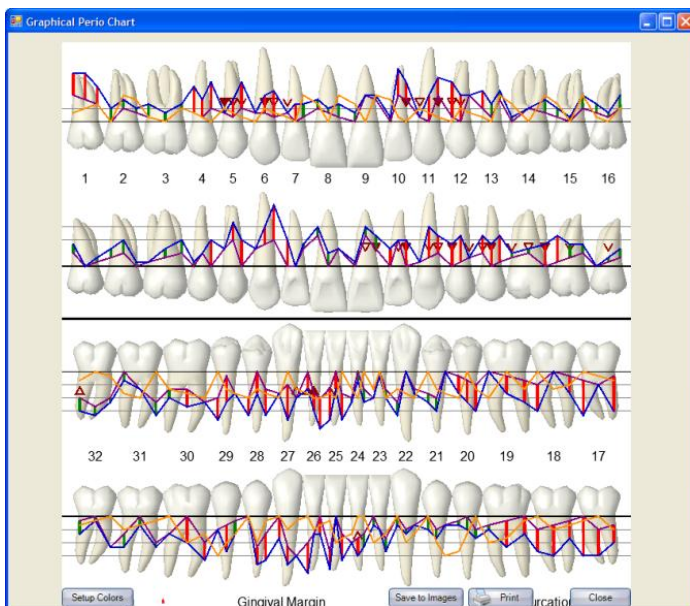 Graphical Perio Chart
1 2 3 4 5 6 7 8 9 10 11 12 13 14 15 16
32 31 30 29 28 27 26 25 24 23 22 21 20 19 18 17
Setup Colors Gingival Margin Save to Images Print Close